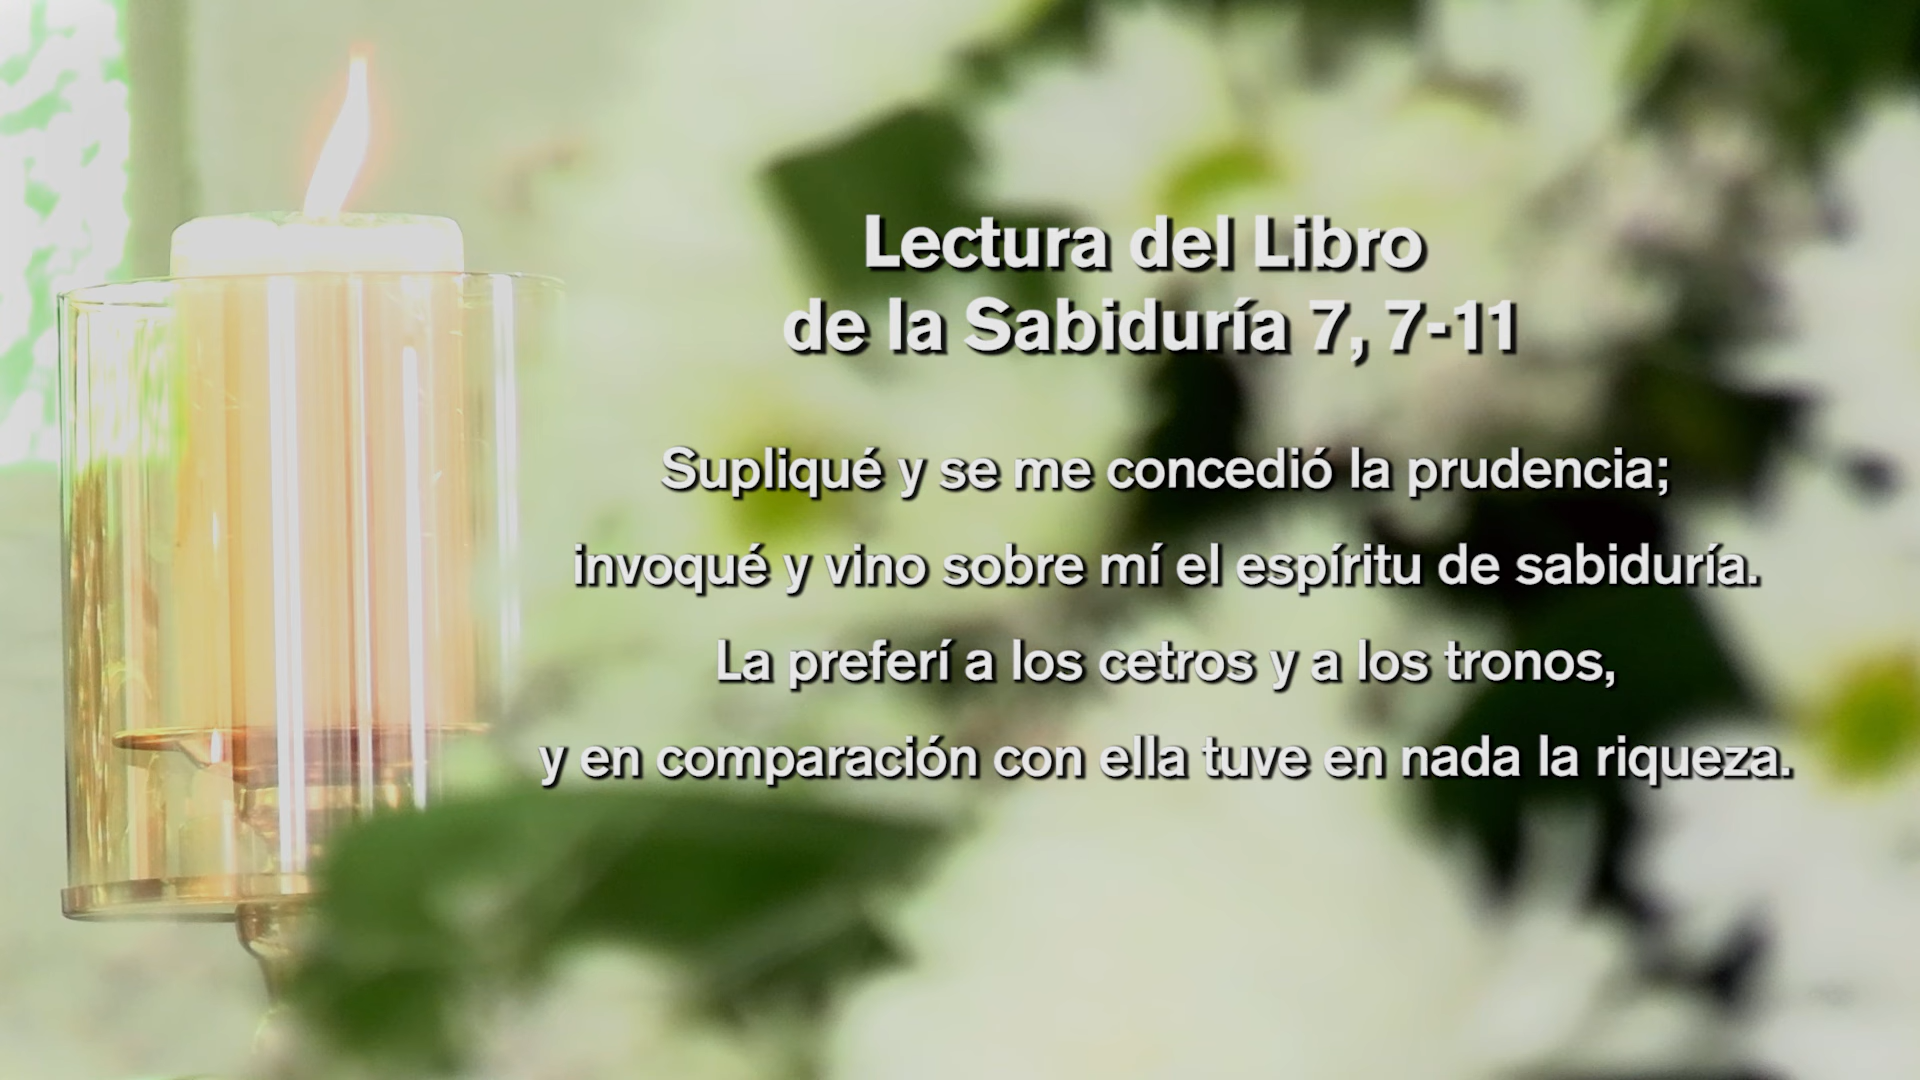 Lectura del Libro
de la Sabiduría 7, 7-11
Supliqué y se me concedió la prudencia;
invoqué y vino sobre mí el espíritu de sabiduría.
La preferí a los cetros y a los tronos,
y en comparación con ella tuve en nada la riqueza.